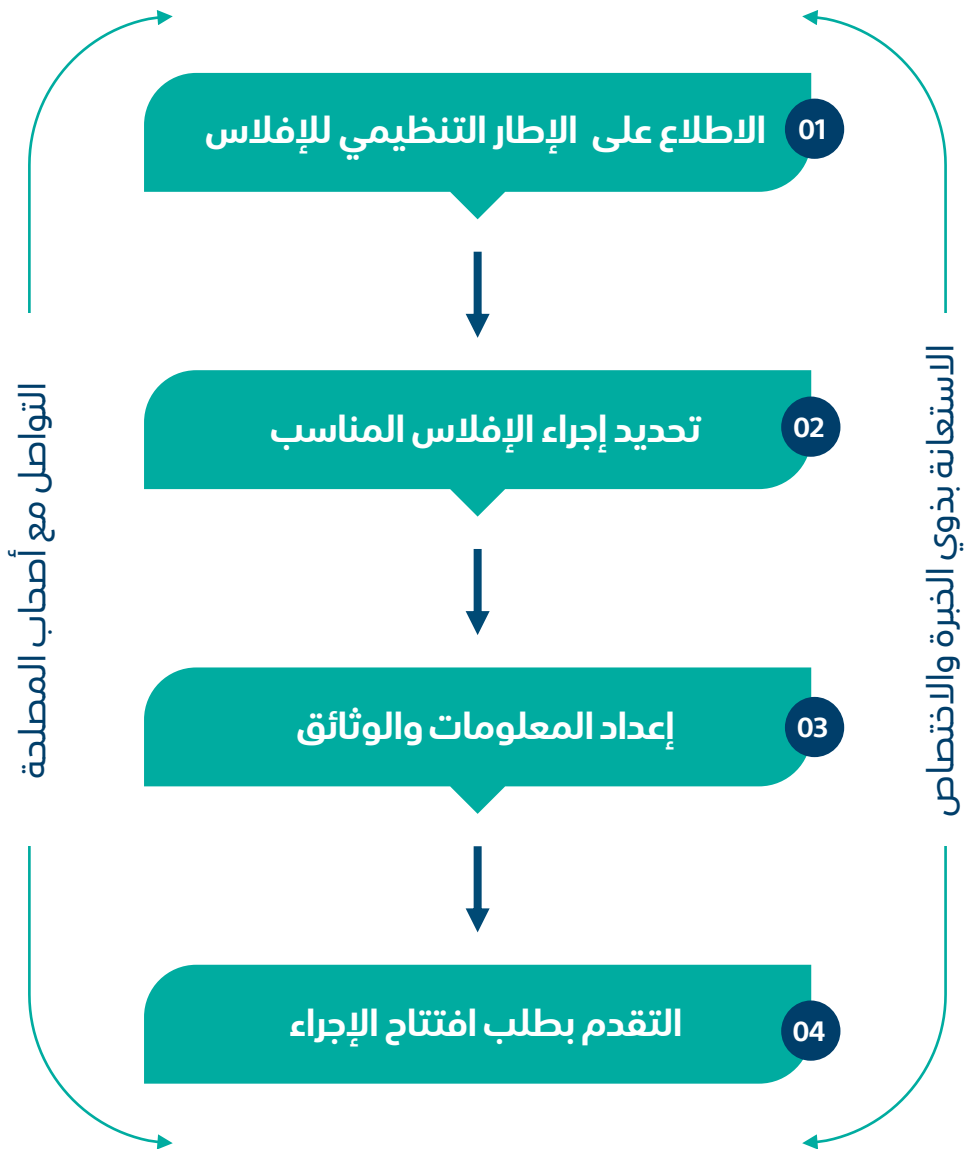 01
الاطلاع على الإطار التنظيمي للإفلاس
02
تحديد إجراء الإفلاس المناسب
03
إعداد المعلومات والوثائق
04
التقدم بطلب افتتاح الإجراء
الاستعانة بذوي الخبرة والاختصاص
التواصل مع أصحاب المصلحة